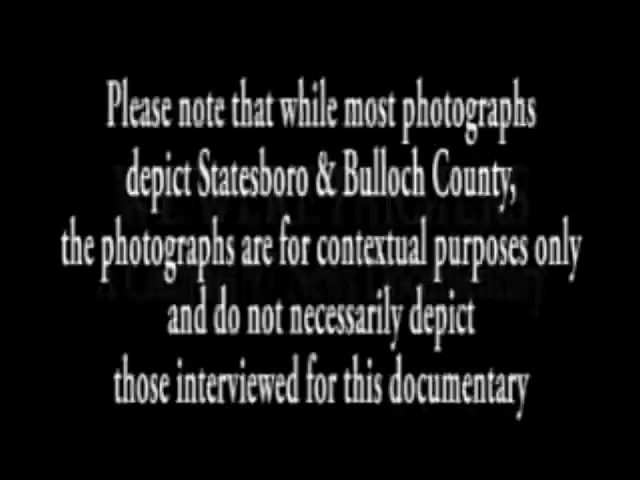 Please note that while most photographs
depict Statesboro & Bulloch County,
the photographs are for contextual purposes only
and do not necessarily depict
those interviewed for this documentary